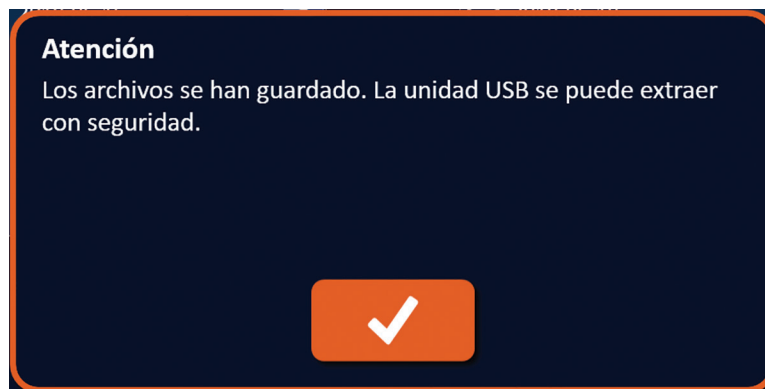 Atención
Los archivos se han guardado. La unidad USB se puede extraer
con seguridad.